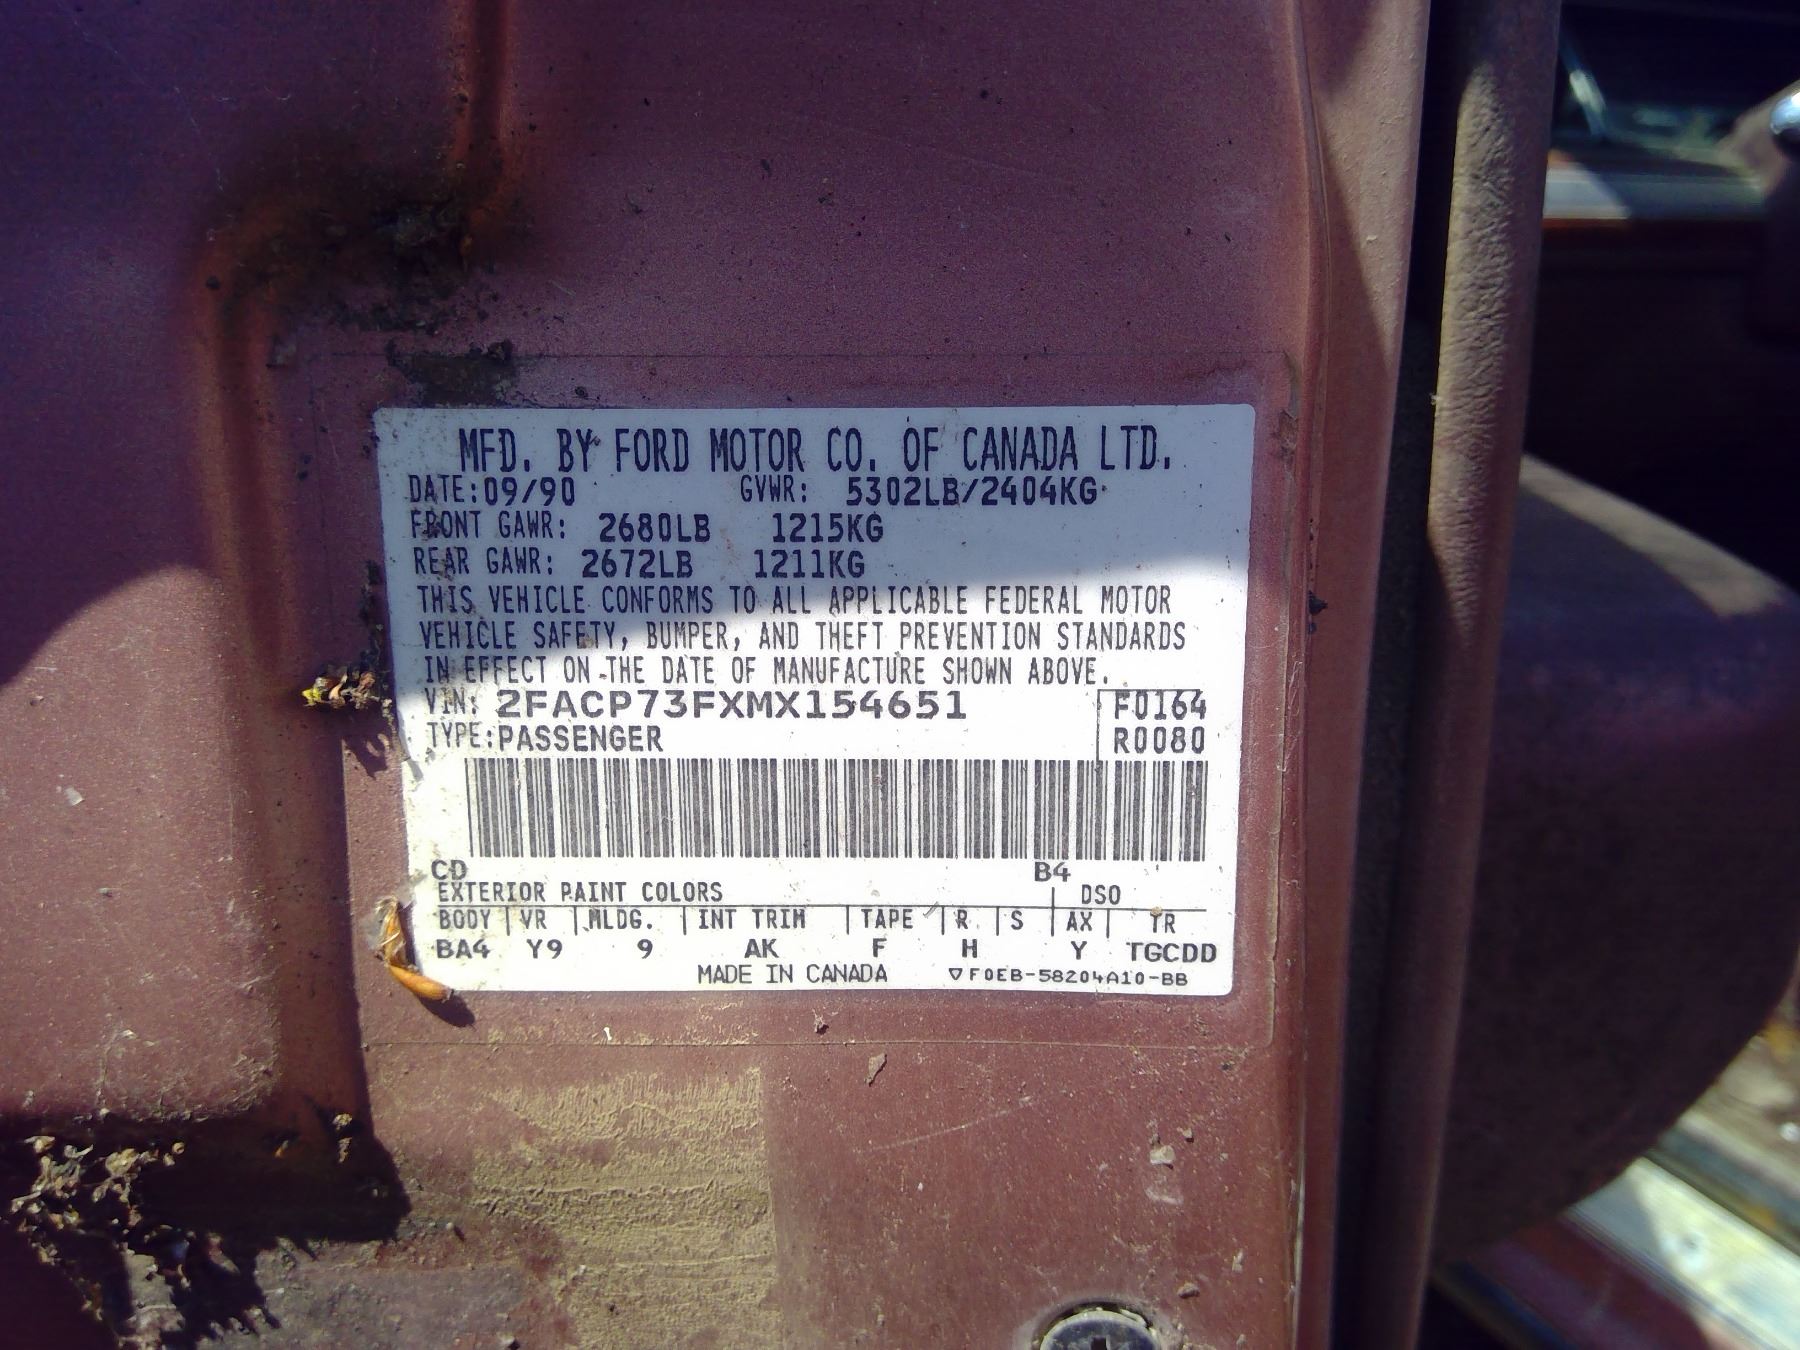 MFD. BY FORD MOTOR CO. OF CANADA LTD.
DATE:09/90 GVWR: 5302LB/2404KG
FRONT GAWR: 2680LB 1215KG
REAR GAWR: 2672LB 1211KG
THIS VEHICLE CONFORMS TO ALL APPLICABLE FEDERAL MOTOR
VEHICLE SAFETY, BUMPER, AND THEFT PREVENTION STANDARDS
IN EFFECT ON THE DATE OF MANUFACTURE SHOWN ABOVE.
VIN: 2FACP73FXMX154651 F0164
TYPE:PASSENGER R0080
CD B4
EXTERIOR PAINT COLORS DSO
BODY VR MLDG. INT TRIM TAPE R S AX TR
BA4 Y9 9 AK F H Y TGCDD
MADE IN CANADA ▽F0EB-58204A10-BB